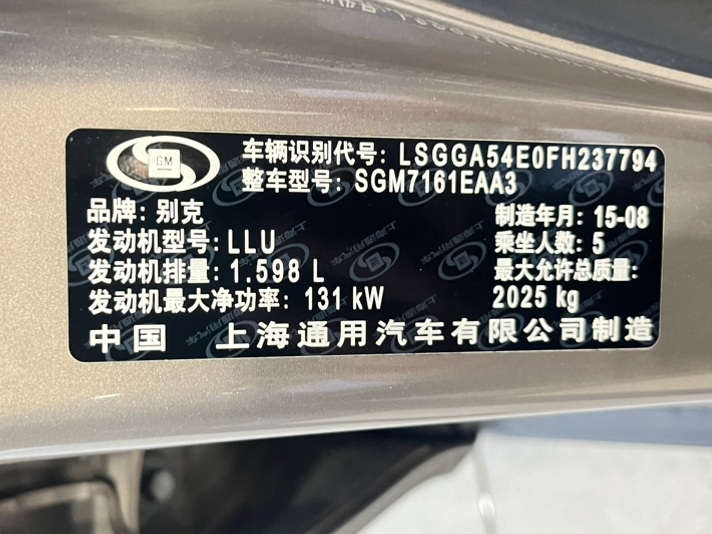 GM
车辆识别代号: LSGGA54E0FH237794
整车型号: SGM7161EAA3
品牌: 别克
制造年月: 15-08
发动机型号: LLU
乘坐人数: 5
发动机排量: 1.598 L
最大允许总质量:
发动机最大净功率: 131 kW
2025 kg
中国 上海通用汽车有限公司制造